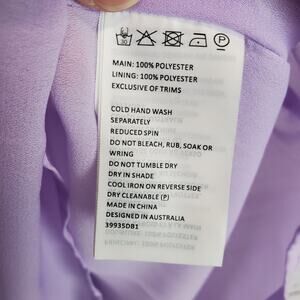 30 P
MAIN: 100% POLYESTER
LINING: 100% POLYESTER
EXCLUSIVE OF TRIMS
COLD HAND WASH
SEPARATELY
REDUCED SPIN
DO NOT BLEACH, RUB, SOAK OR
WRING
DO NOT TUMBLE DRY
DRY IN SHADE
COOL IRON ON REVERSE SIDE
DRY CLEANABLE (P)
MADE IN CHINA
DESIGNED IN AUSTRALIA
39935DB1